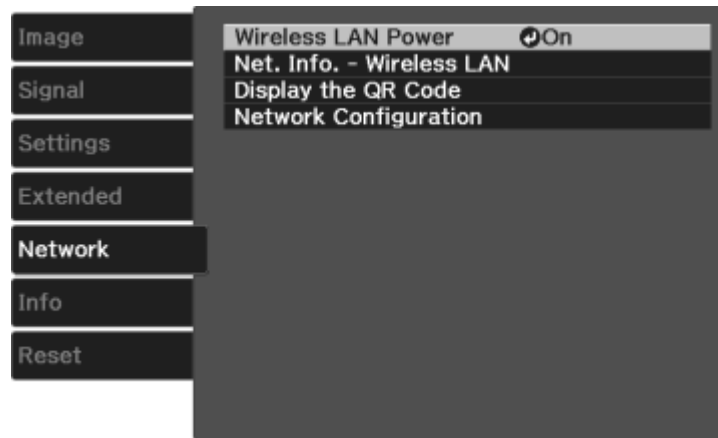 Image
Signal
Settings
Extended
Network
Info
Reset
Wireless LAN Power On
Net. Info. - Wireless LAN
Display the QR Code
Network Configuration